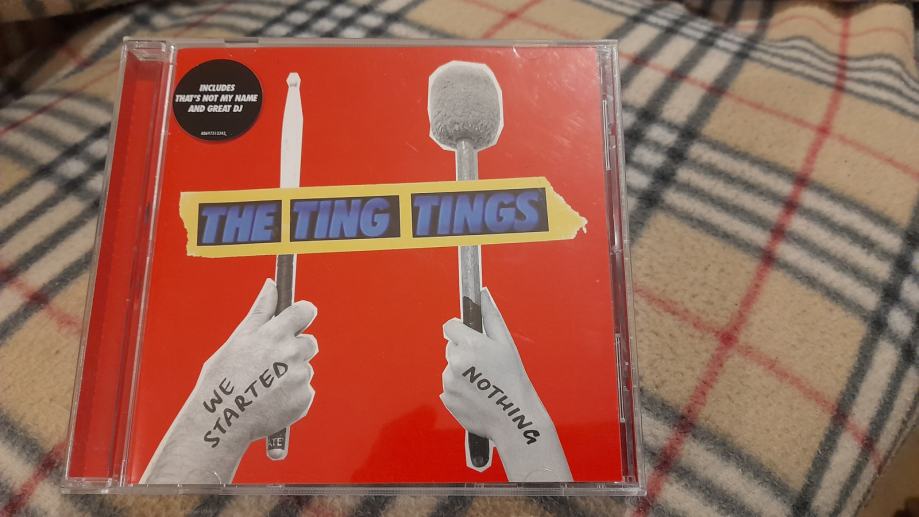 INCLUDES
THAT'S NOT MY NAME
AND GREAT DJ
THE TING TINGS
WE
STARTED
NOTHING